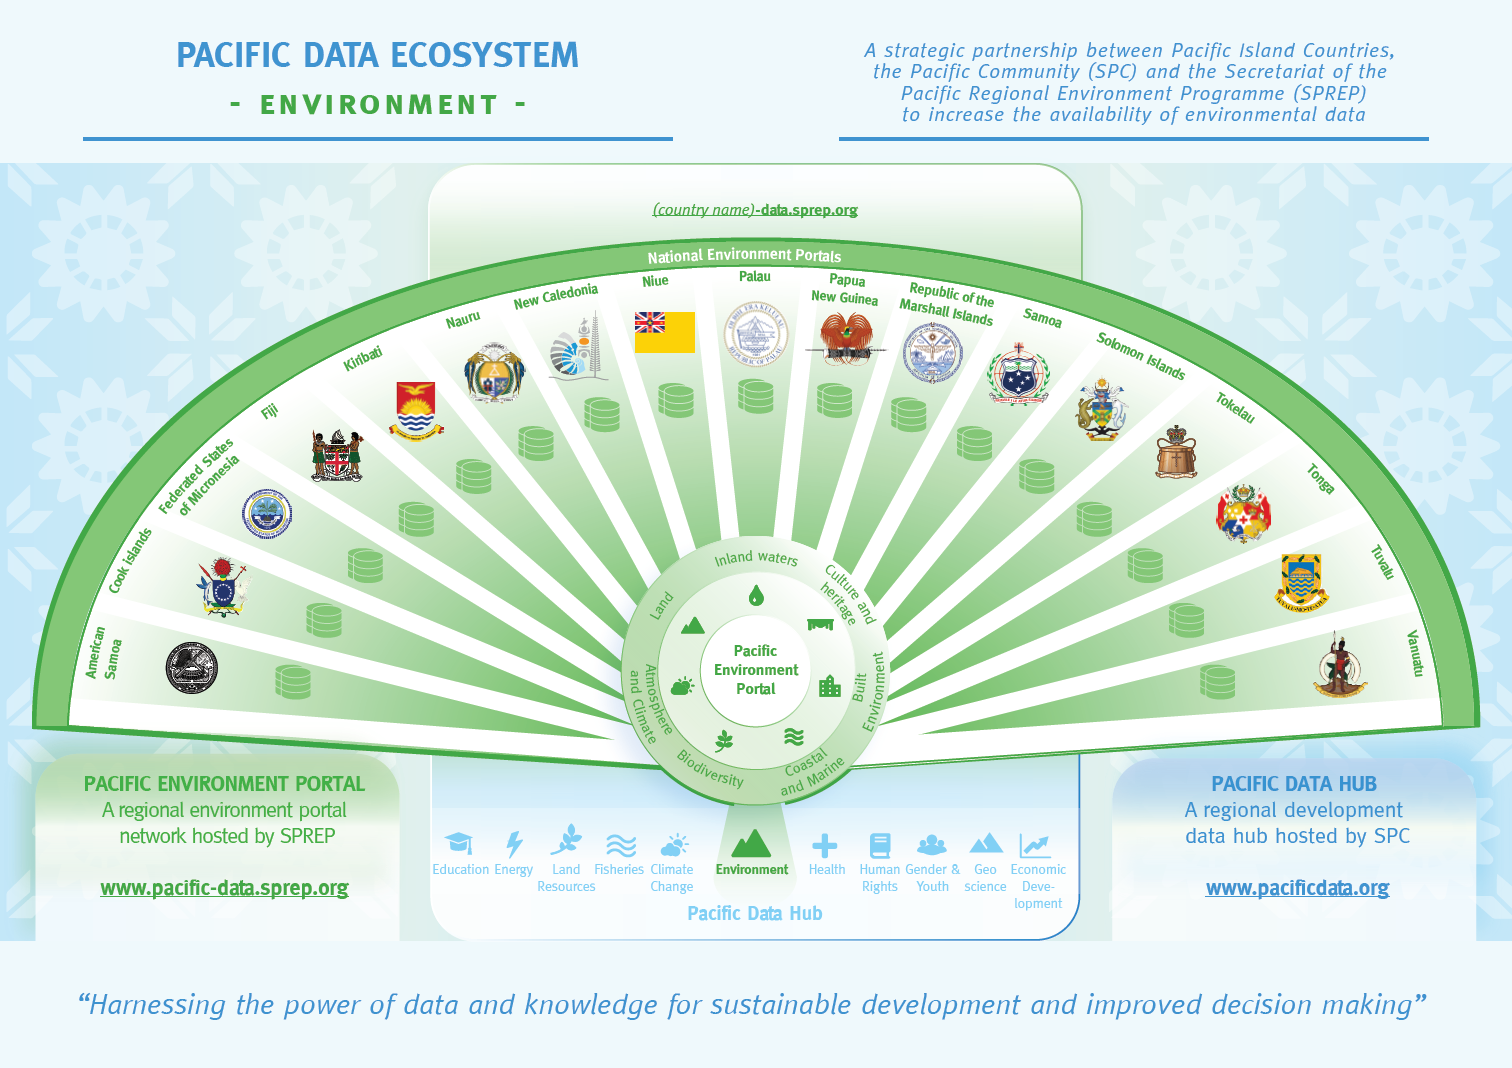 PACIFIC DATA ECOSYSTEM
- ENVIRONMENT -
A strategic partnership between Pacific Island Countries,
the Pacific Community (SPC) and the Secretariat of the
Pacific Regional Environment Programme (SPREP)
to increase the availability of environmental data
(country name)-data.sprep.org
National Environment Portals
American
Samoa
Cook islands
Federated States
of Micronesia
Fiji
Kiribati
Nauru
New Caledonia
Niue
Palau
Papua
New Guinea
Republic of the
Marshall Islands
Samoa
Solomon Islands
Tokelau
Tonga
Tuvalu
Vanuatu
Inland waters
Culture and
heritage
Built
Environment
Coastal
and Marine
Biodiversity
Atmosphere
and Climate
Land
Pacific
Environment
Portal
PACIFIC ENVIRONMENT PORTAL
A regional environment portal
network hosted by SPREP
www.pacific-data.sprep.org
Education
Energy
Land
Resources
Fisheries
Climate
Change
Environment
Health
Human
Rights
Gender &
Youth
Geo
science
Economic
Deve-
lopment
Pacific Data Hub
PACIFIC DATA HUB
A regional development
data hub hosted by SPC
www.pacificdata.org
“Harnessing the power of data and knowledge for sustainable development and improved decision making”